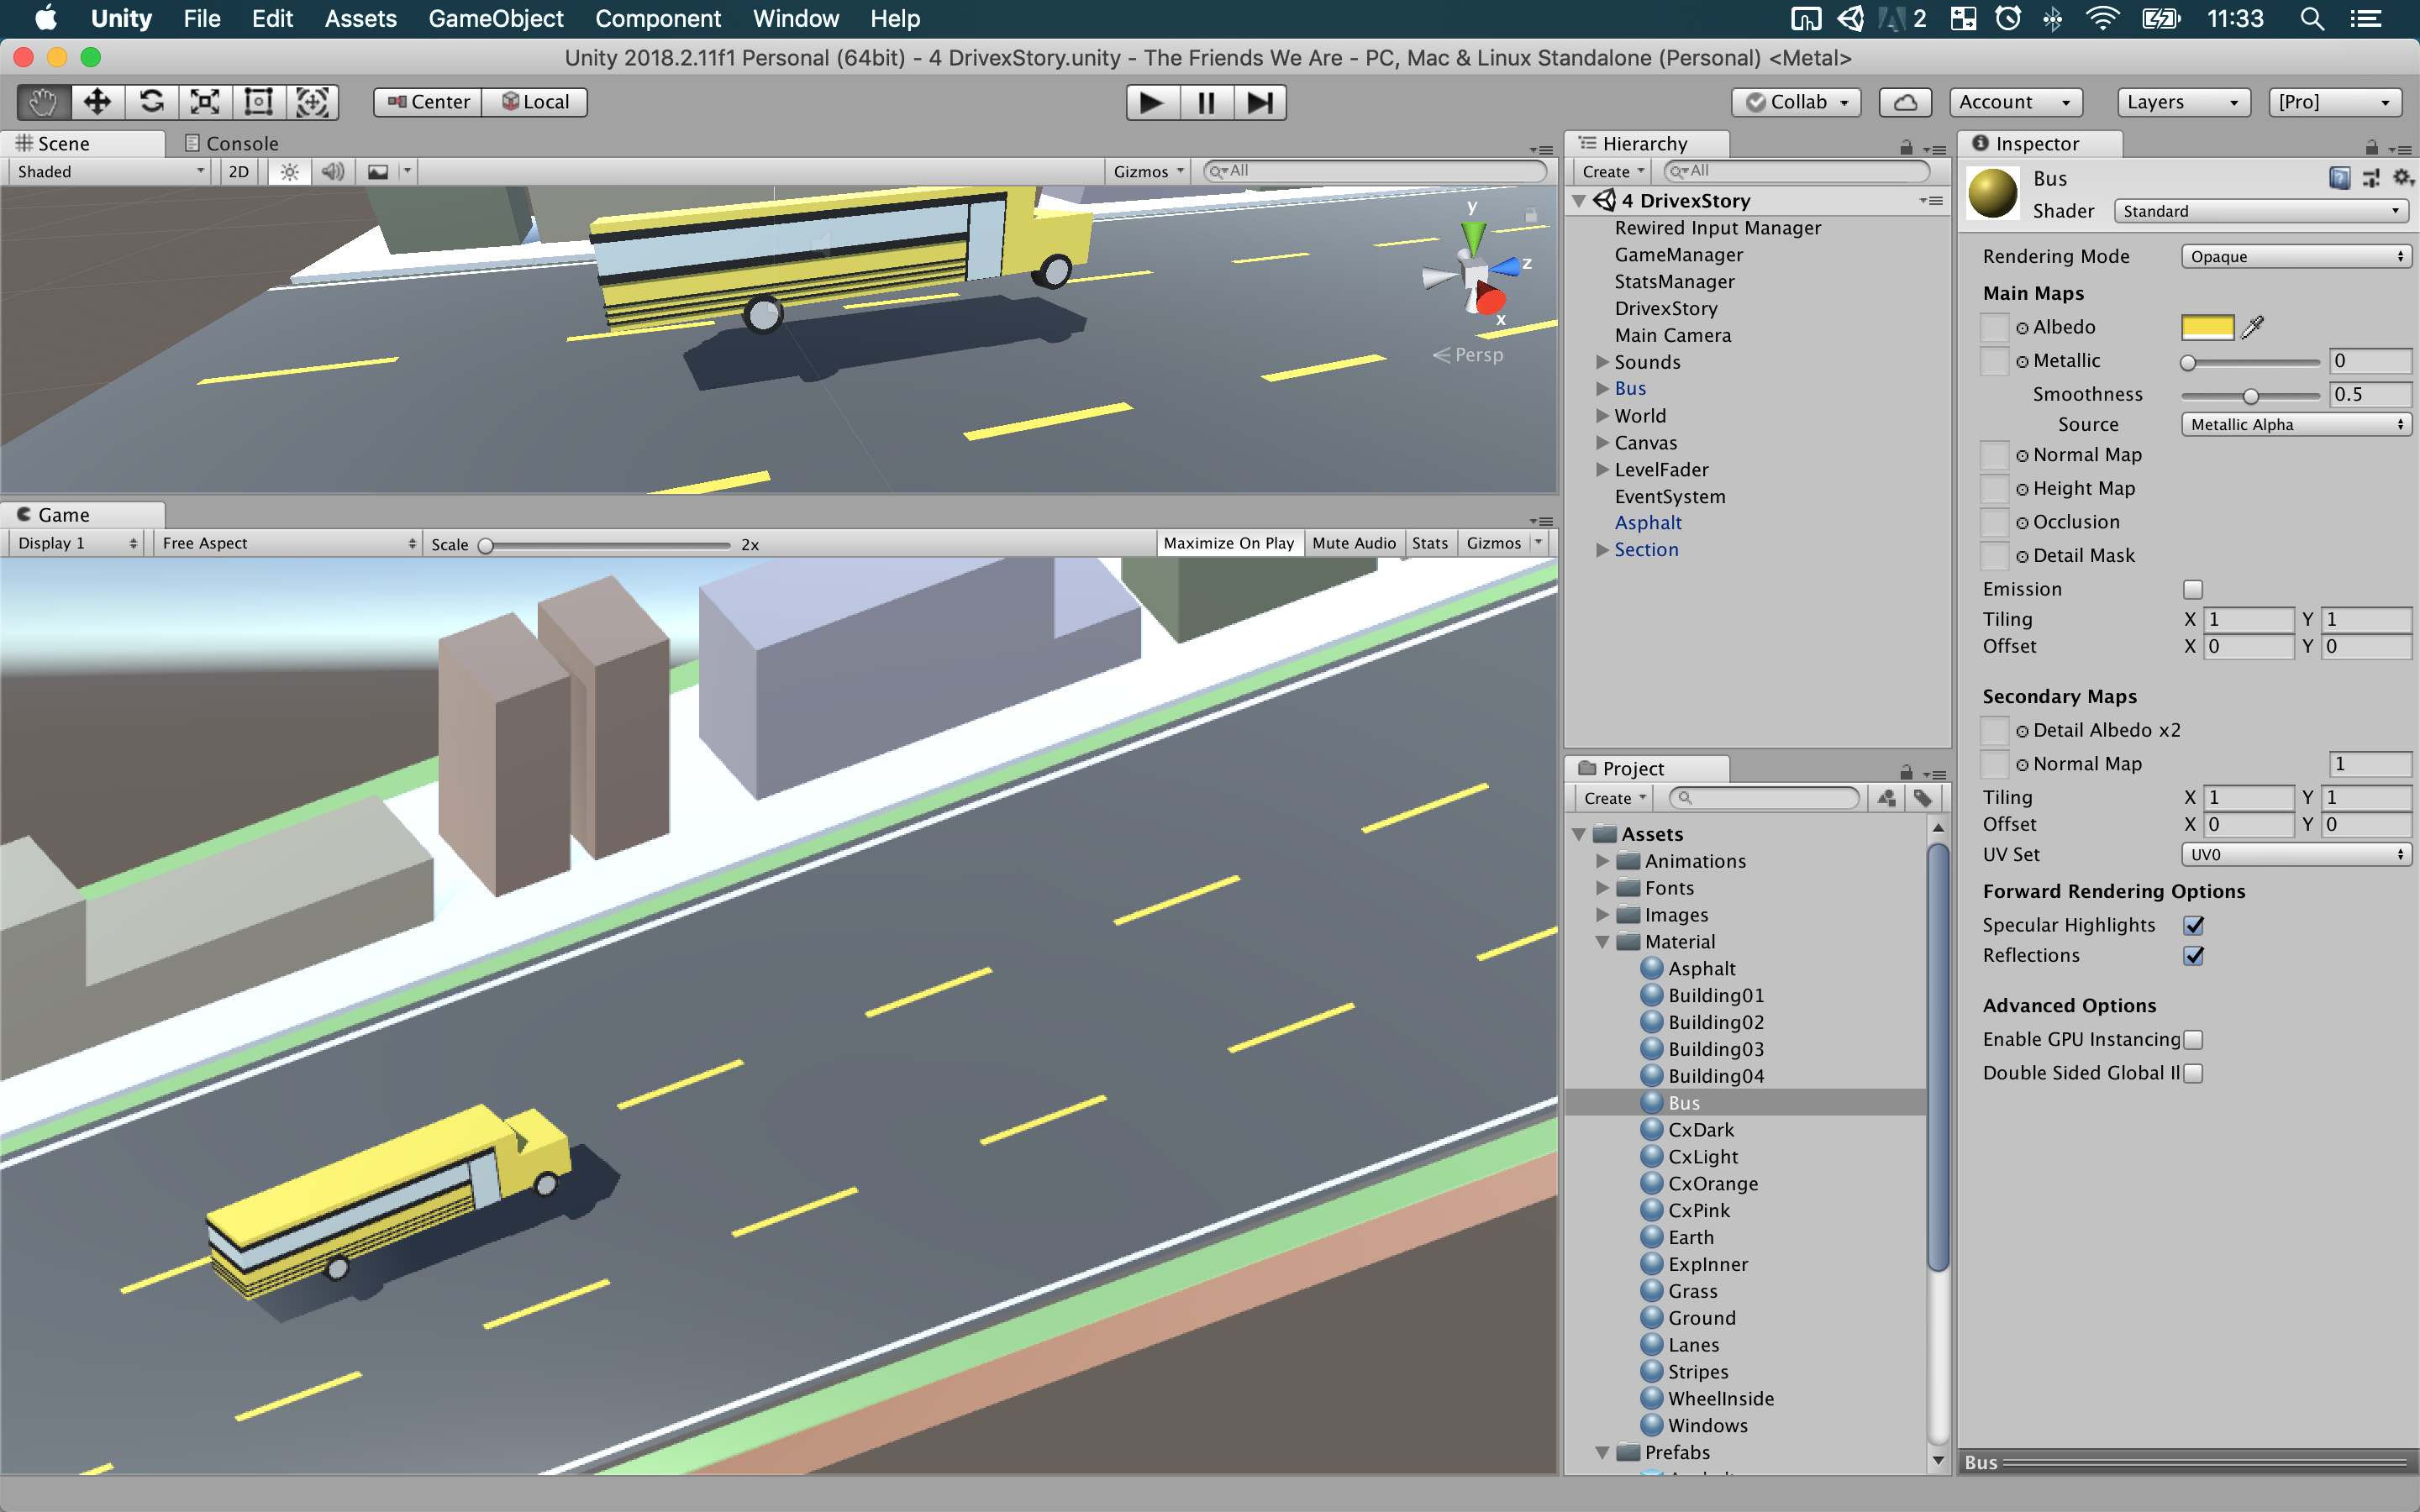 Unity File Edit Assets GameObject Component Window Help 2 11:33
Unity 2018.2.11f1 Personal (64bit) - 4 DrivexStory.unity - The Friends We Are - PC, Mac & Linux Standalone (Personal) <Metal>
Center Local Collab Account Layers [Pro]
Scene Console
Shaded 2D Gizmos All
y
z
x
Persp
Game
Display 1 Free Aspect Scale 2x Maximize On Play Mute Audio Stats Gizmos
Hierarchy
Create All
4 DrivexStory
Rewired Input Manager
GameManager
StatsManager
DrivexStory
Main Camera
Sounds
Bus
World
Canvas
LevelFader
EventSystem
Asphalt
Section
Project
Create
Assets
Animations
Fonts
Images
Material
Asphalt
Building01
Building02
Building03
Building04
Bus
CxDark
CxLight
CxOrange
CxPink
Earth
ExpInner
Grass
Ground
Lanes
Stripes
WheelInside
Windows
Prefabs
Inspector
Bus
Shader Standard
Rendering Mode Opaque
Main Maps
Albedo
Metallic 0
Smoothness 0.5
Source Metallic Alpha
Normal Map
Height Map
Occlusion
Detail Mask
Emission
Tiling X 1 Y 1
Offset X 0 Y 0
Secondary Maps
Detail Albedo x2
Normal Map 1
Tiling X 1 Y 1
Offset X 0 Y 0
UV Set UV0
Forward Rendering Options
Specular Highlights
Reflections
Advanced Options
Enable GPU Instancing
Double Sided Global Il
Bus